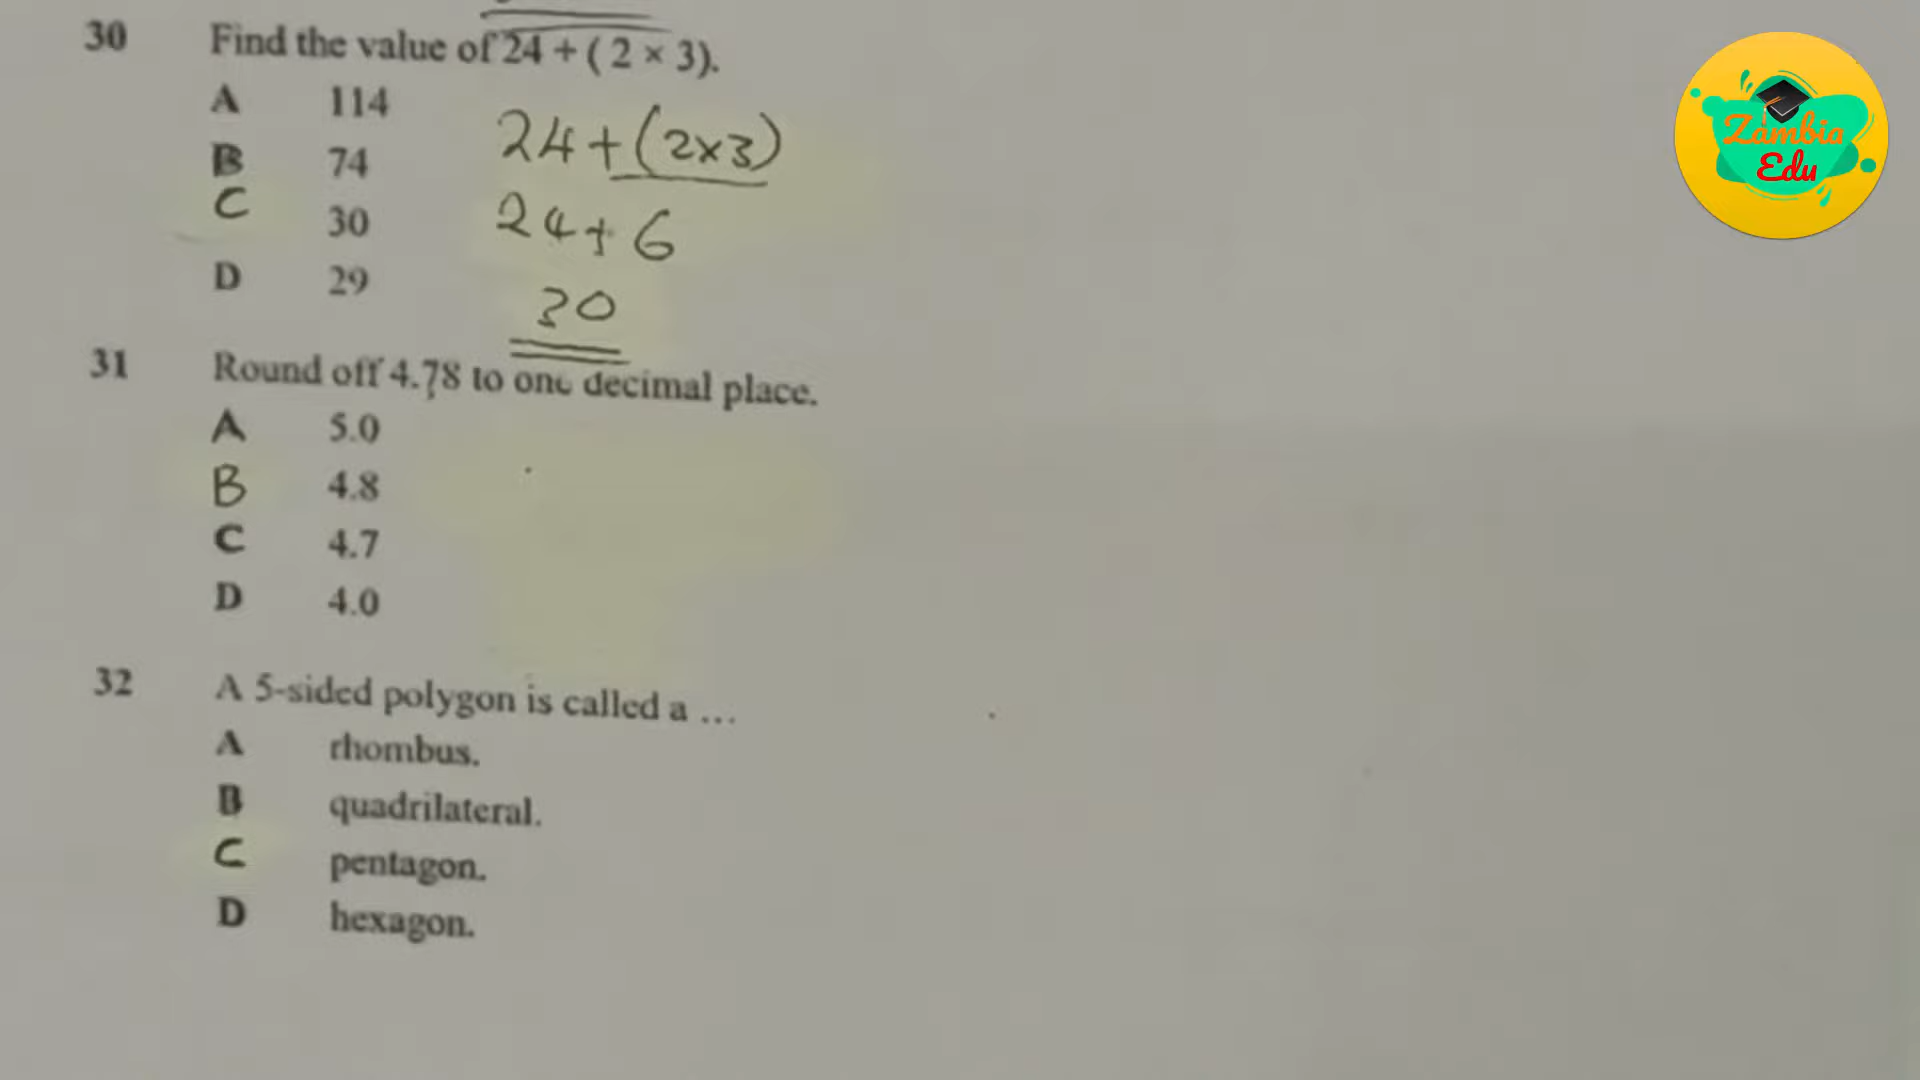 30 Find the value of 24 + ( 2 × 3).
A 114
B 74
C 30
D 29
24+(2×3)
24+6
30
31 Round off 4.78 to one decimal place.
A 5.0
B 4.8
C 4.7
D 4.0
32 A 5-sided polygon is called a ...
A rhombus.
B quadrilateral.
C pentagon.
D hexagon.
Zambia
Edu